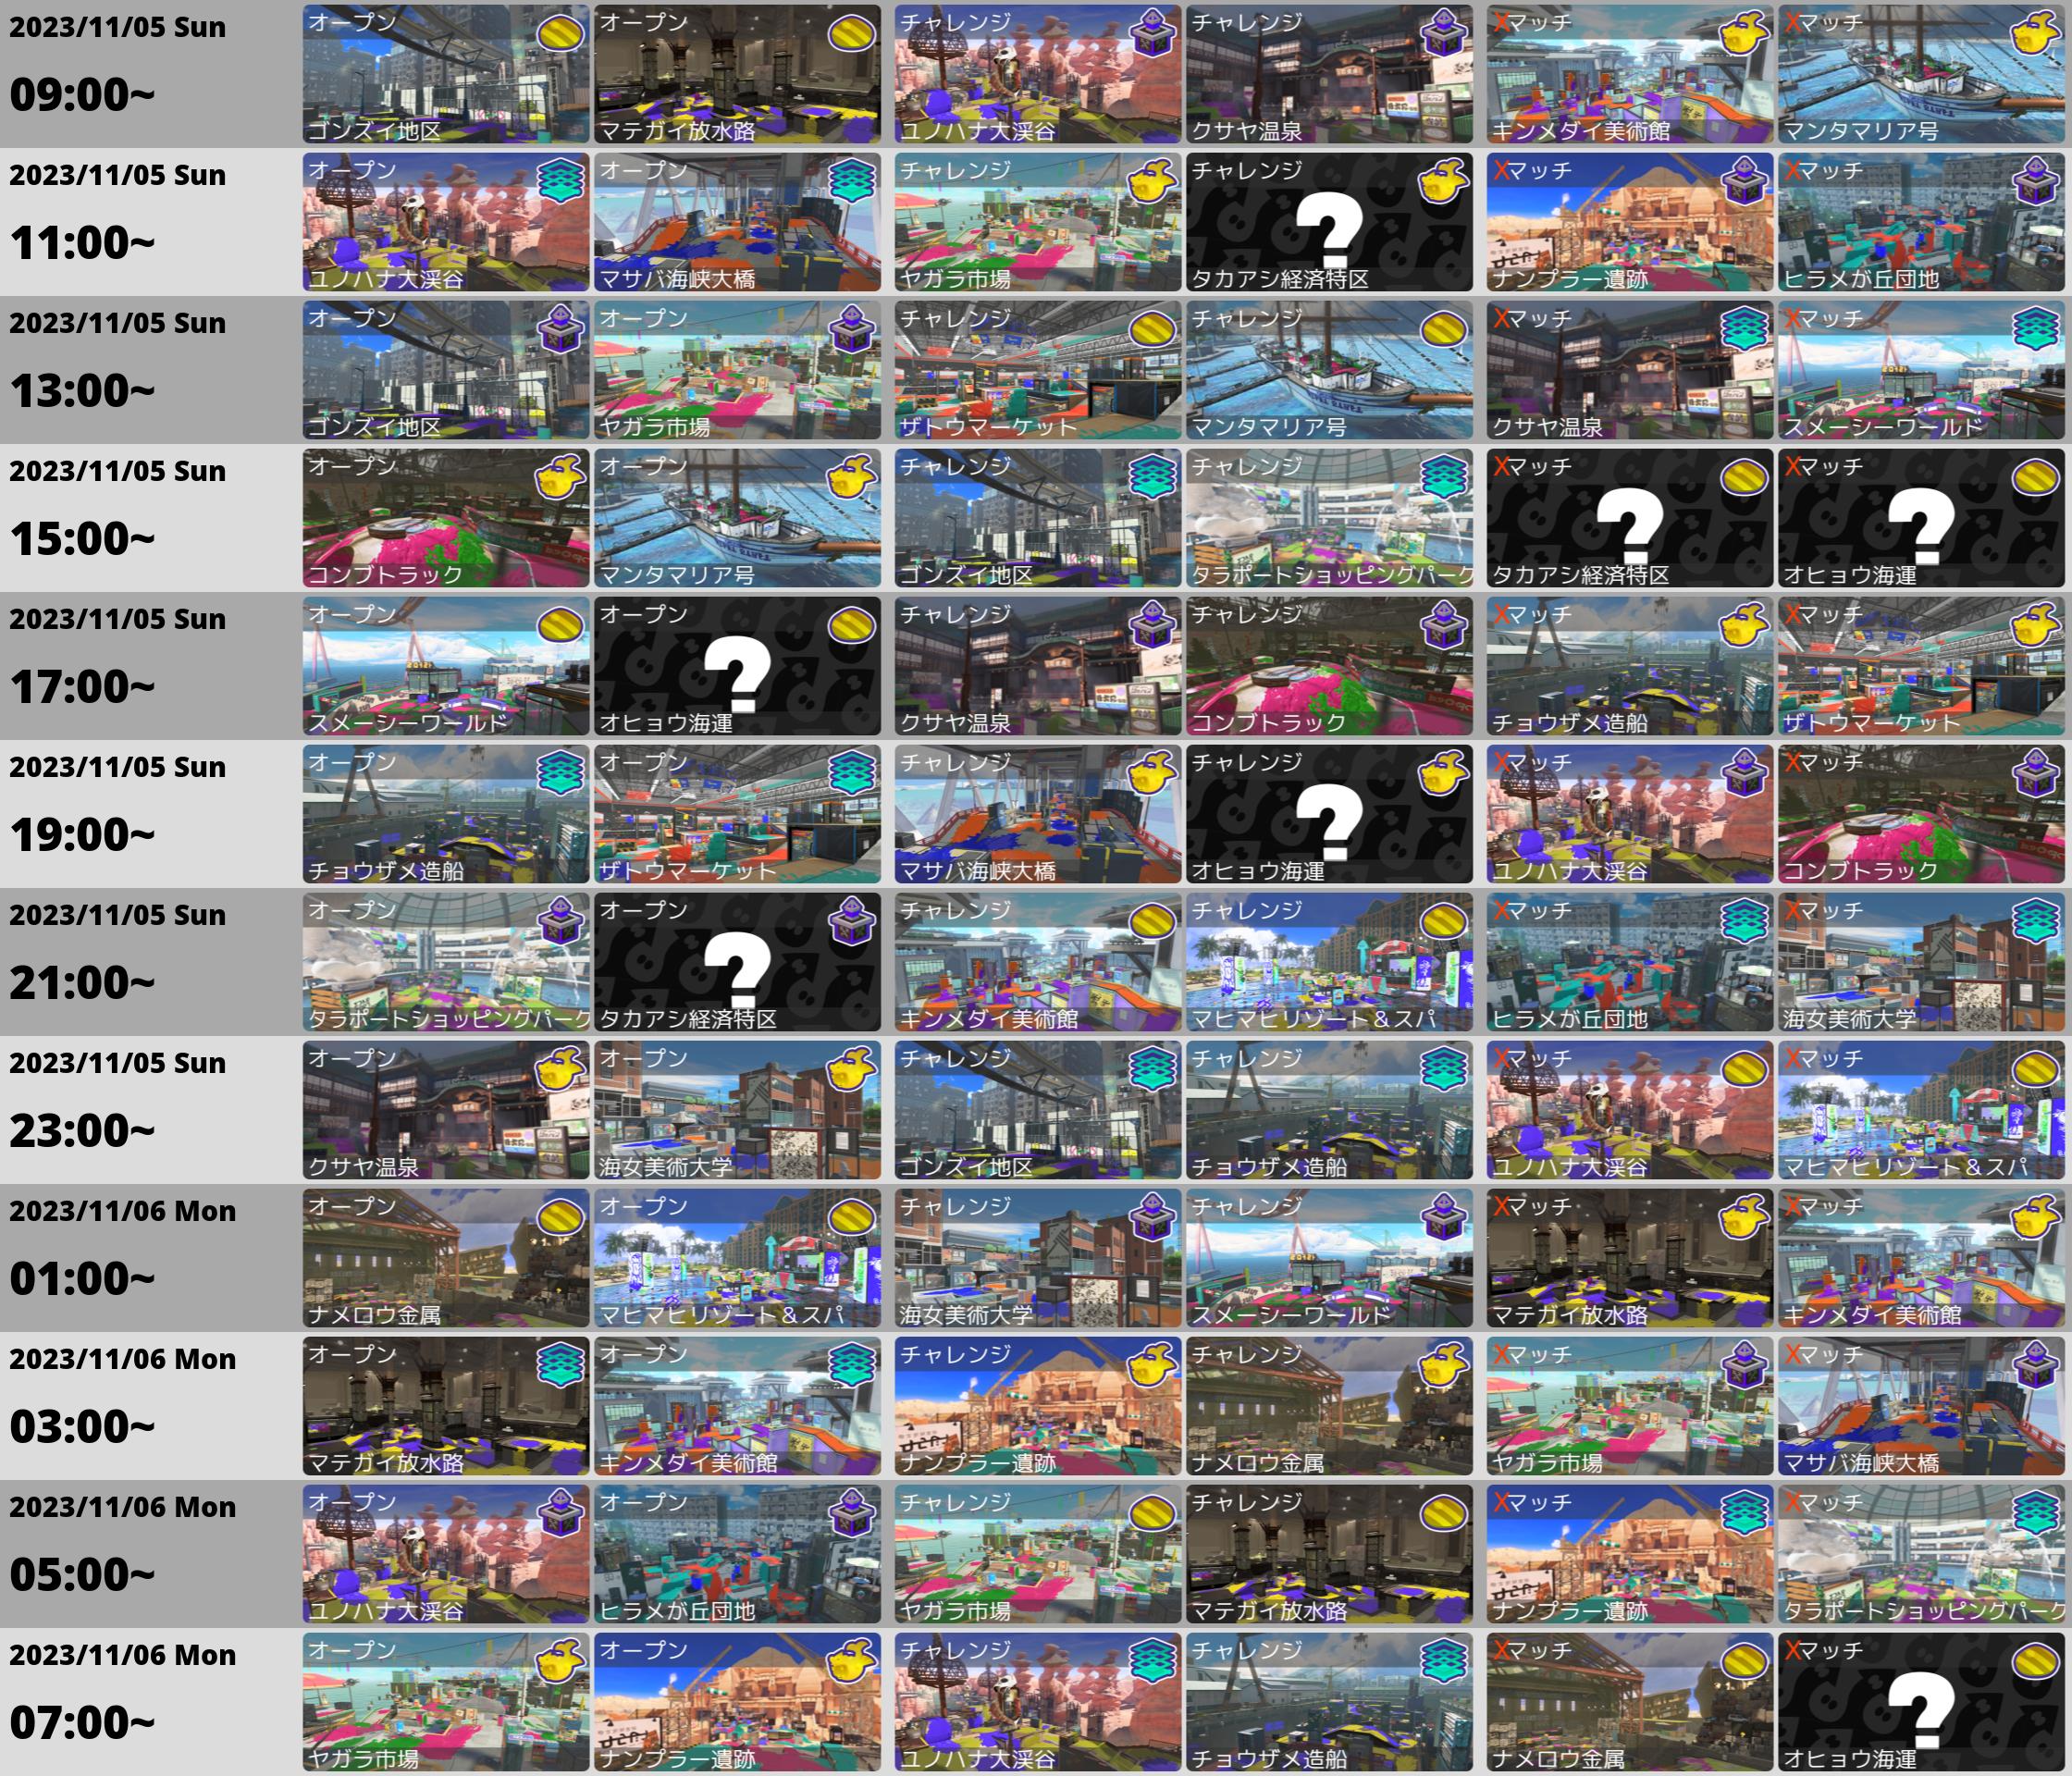 2023/11/05 Sun
09:00~
オープン
ゴンズイ地区
オープン
マテガイ放水路
チャレンジ
ユノハナ大渓谷
チャレンジ
クサヤ温泉
Xマッチ
キンメダイ美術館
Xマッチ
マンタマリア号
2023/11/05 Sun
11:00~
オープン
ユノハナ大渓谷
オープン
マサバ海峡大橋
チャレンジ
ヤガラ市場
チャレンジ
?
タカアシ経済特区
Xマッチ
ナンプラー遺跡
Xマッチ
ヒラメが丘団地
2023/11/05 Sun
13:00~
オープン
ゴンズイ地区
オープン
ヤガラ市場
チャレンジ
ザトウマーケット
チャレンジ
マンタマリア号
Xマッチ
クサヤ温泉
Xマッチ
スメーシーワールド
2023/11/05 Sun
15:00~
オープン
コンブトラック
オープン
マンタマリア号
チャレンジ
ゴンズイ地区
チャレンジ
タラポートショッピングパーク
Xマッチ
?
タカアシ経済特区
Xマッチ
?
オヒョウ海運
2023/11/05 Sun
17:00~
オープン
スメーシーワールド
オープン
?
オヒョウ海運
チャレンジ
クサヤ温泉
チャレンジ
コンブトラック
Xマッチ
チョウザメ造船
Xマッチ
ザトウマーケット
2023/11/05 Sun
19:00~
オープン
チョウザメ造船
オープン
ザトウマーケット
チャレンジ
マサバ海峡大橋
チャレンジ
?
オヒョウ海運
Xマッチ
ユノハナ大渓谷
Xマッチ
コンブトラック
2023/11/05 Sun
21:00~
オープン
タラポートショッピングパーク
オープン
?
タカアシ経済特区
チャレンジ
キンメダイ美術館
チャレンジ
マヒマヒリゾート＆スパ
Xマッチ
ヒラメが丘団地
Xマッチ
海女美術大学
2023/11/05 Sun
23:00~
オープン
クサヤ温泉
オープン
海女美術大学
チャレンジ
ゴンズイ地区
チャレンジ
チョウザメ造船
Xマッチ
ユノハナ大渓谷
Xマッチ
マヒマヒリゾート＆スパ
2023/11/06 Mon
01:00~
オープン
ナメロウ金属
オープン
マヒマヒリゾート＆スパ
チャレンジ
海女美術大学
チャレンジ
スメーシーワールド
Xマッチ
マテガイ放水路
Xマッチ
キンメダイ美術館
2023/11/06 Mon
03:00~
オープン
マテガイ放水路
オープン
キンメダイ美術館
チャレンジ
ナンプラー遺跡
チャレンジ
ナメロウ金属
Xマッチ
ヤガラ市場
Xマッチ
マサバ海峡大橋
2023/11/06 Mon
05:00~
オープン
ユノハナ大渓谷
オープン
ヒラメが丘団地
チャレンジ
ヤガラ市場
チャレンジ
マテガイ放水路
Xマッチ
ナンプラー遺跡
Xマッチ
タラポートショッピングパーク
2023/11/06 Mon
07:00~
オープン
ヤガラ市場
オープン
ナンプラー遺跡
チャレンジ
ユノハナ大渓谷
チャレンジ
チョウザメ造船
Xマッチ
ナメロウ金属
Xマッチ
?
オヒョウ海運